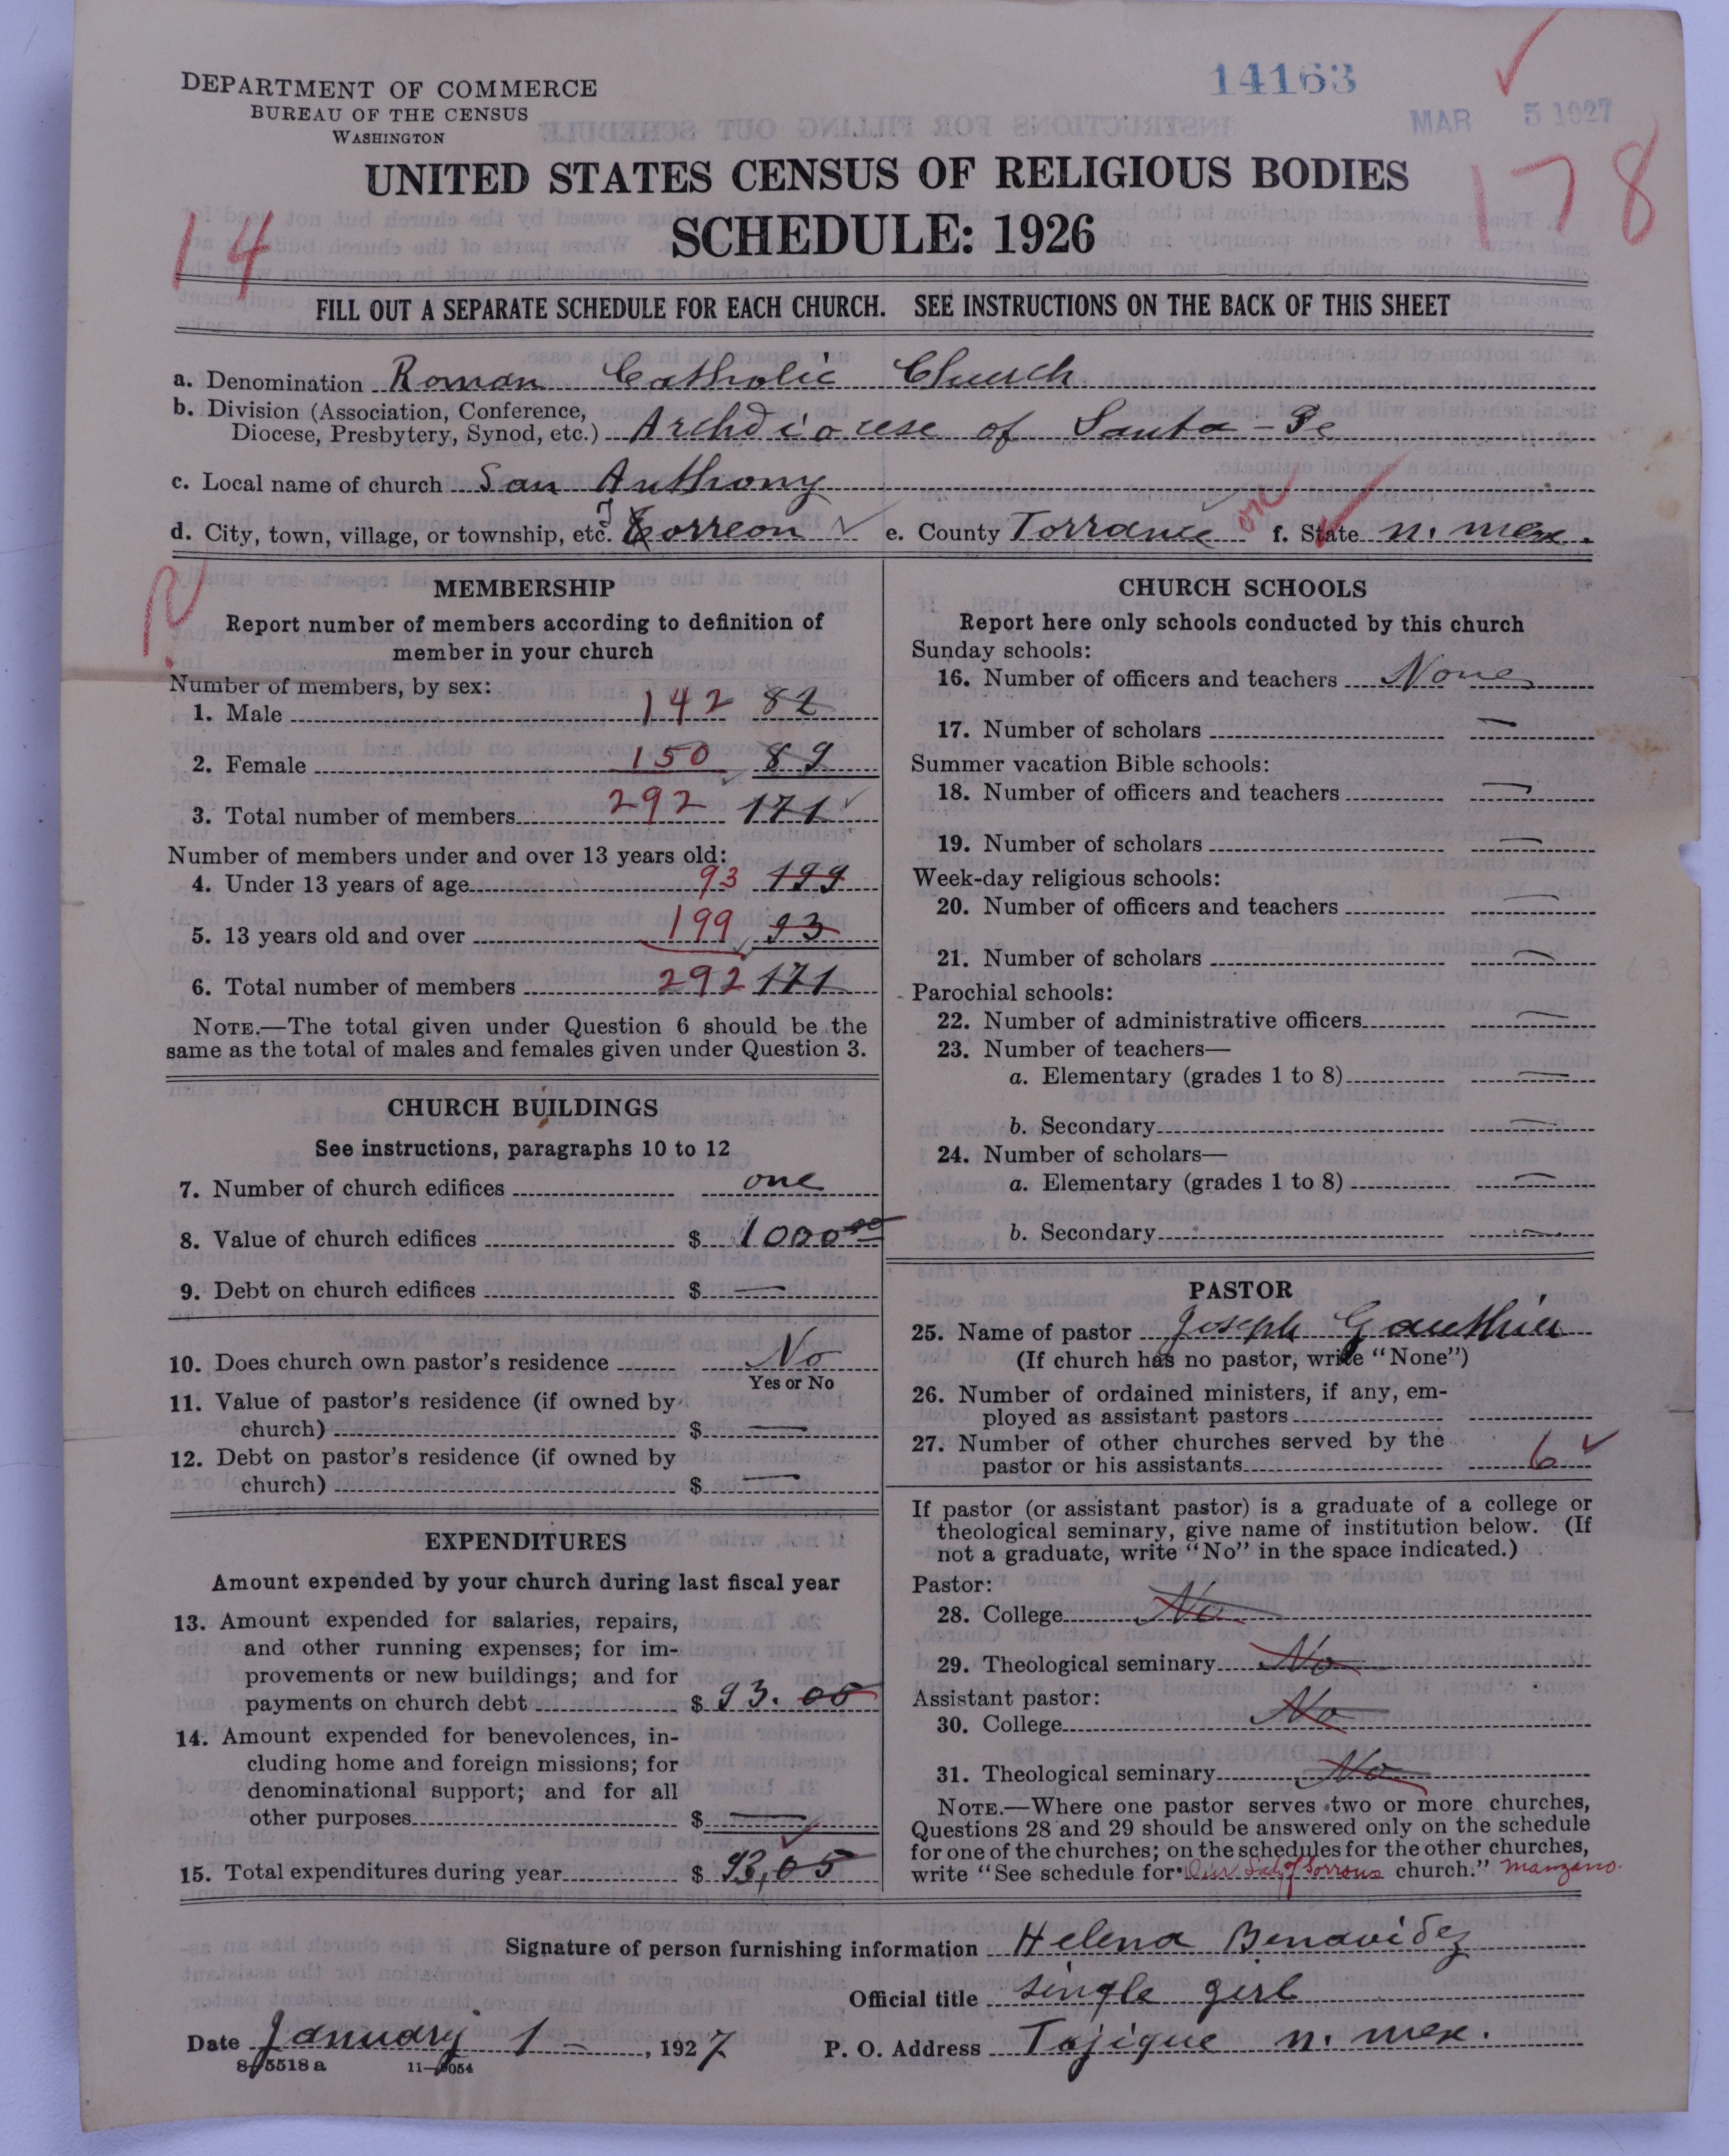 14163
MAR 5 1927
DEPARTMENT OF COMMERCE
BUREAU OF THE CENSUS
WASHINGTON
UNITED STATES CENSUS OF RELIGIOUS BODIES
SCHEDULE: 1926
14
178
FILL OUT A SEPARATE SCHEDULE FOR EACH CHURCH. SEE INSTRUCTIONS ON THE BACK OF THIS SHEET
a. Denomination Roman Catholic Church
b. Division (Association, Conference,
Diocese, Presbytery, Synod, etc.) Archdiocese of Santa-Fe
c. Local name of church San Anthony
d. City, town, village, or township, etc. Torreon e. County Torrance f. State N. Mex.
MEMBERSHIP
Report number of members according to definition of
member in your church
Number of members, by sex:
1. Male 142 82
2. Female 150 89
3. Total number of members 292 171
Number of members under and over 13 years old:
4. Under 13 years of age 93 199
5. 13 years old and over 199 93
6. Total number of members 292 171
NOTE.—The total given under Question 6 should be the
same as the total of males and females given under Question 3.
CHURCH BUILDINGS
See instructions, paragraphs 10 to 12
7. Number of church edifices one
8. Value of church edifices $ 1000 00
9. Debt on church edifices $ —
10. Does church own pastor's residence No
Yes or No
11. Value of pastor's residence (if owned by
church) $ —
12. Debt on pastor's residence (if owned by
church) $ —
EXPENDITURES
Amount expended by your church during last fiscal year
13. Amount expended for salaries, repairs,
and other running expenses; for im-
provements or new buildings; and for
payments on church debt $ 93.05
14. Amount expended for benevolences, in-
cluding home and foreign missions; for
denominational support; and for all
other purposes $ —
15. Total expenditures during year $ 93,05
CHURCH SCHOOLS
Report here only schools conducted by this church
Sunday schools:
16. Number of officers and teachers None
17. Number of scholars —
Summer vacation Bible schools:
18. Number of officers and teachers —
19. Number of scholars —
Week-day religious schools:
20. Number of officers and teachers —
21. Number of scholars —
Parochial schools:
22. Number of administrative officers —
23. Number of teachers—
a. Elementary (grades 1 to 8) —
b. Secondary —
24. Number of scholars—
a. Elementary (grades 1 to 8) —
b. Secondary —
PASTOR
25. Name of pastor Joseph Gauthier
(If church has no pastor, write "None")
26. Number of ordained ministers, if any, em-
ployed as assistant pastors
27. Number of other churches served by the
pastor or his assistants 6
If pastor (or assistant pastor) is a graduate of a college or
theological seminary, give name of institution below. (If
not a graduate, write "No" in the space indicated.)
Pastor:
28. College No
29. Theological seminary No
Assistant pastor:
30. College No
31. Theological seminary No
NOTE.—Where one pastor serves two or more churches,
Questions 28 and 29 should be answered only on the schedule
for one of the churches; on the schedules for the other churches,
write "See schedule for Our Lady of Sorrows church." Manzano.
Signature of person furnishing information Helena Benavidez
Official title single girl
Date January 1 — , 1927 P. O. Address Tajique N. Mex.
8-5518 a 11-9054